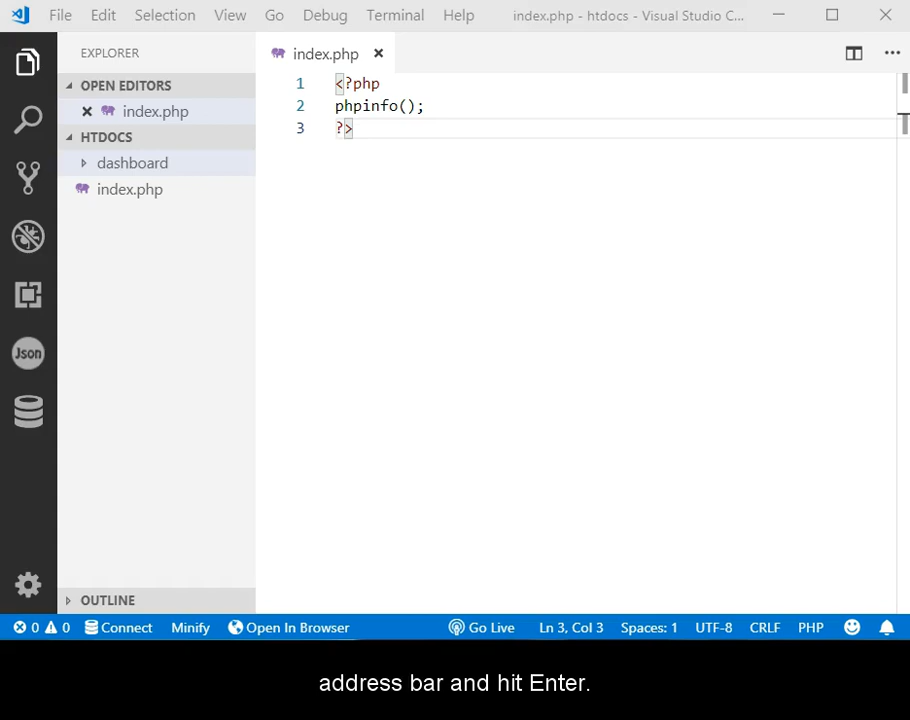 File Edit Selection View Go Debug Terminal Help index.php - htdocs - Visual Studio C...
EXPLORER
OPEN EDITORS
index.php
HTDOCS
dashboard
index.php
OUTLINE
index.php
1 <?php
2 phpinfo();
3 ?>
Json
0 0 Connect Minify Open In Browser Go Live Ln 3, Col 3 Spaces: 1 UTF-8 CRLF PHP
address bar and hit Enter.